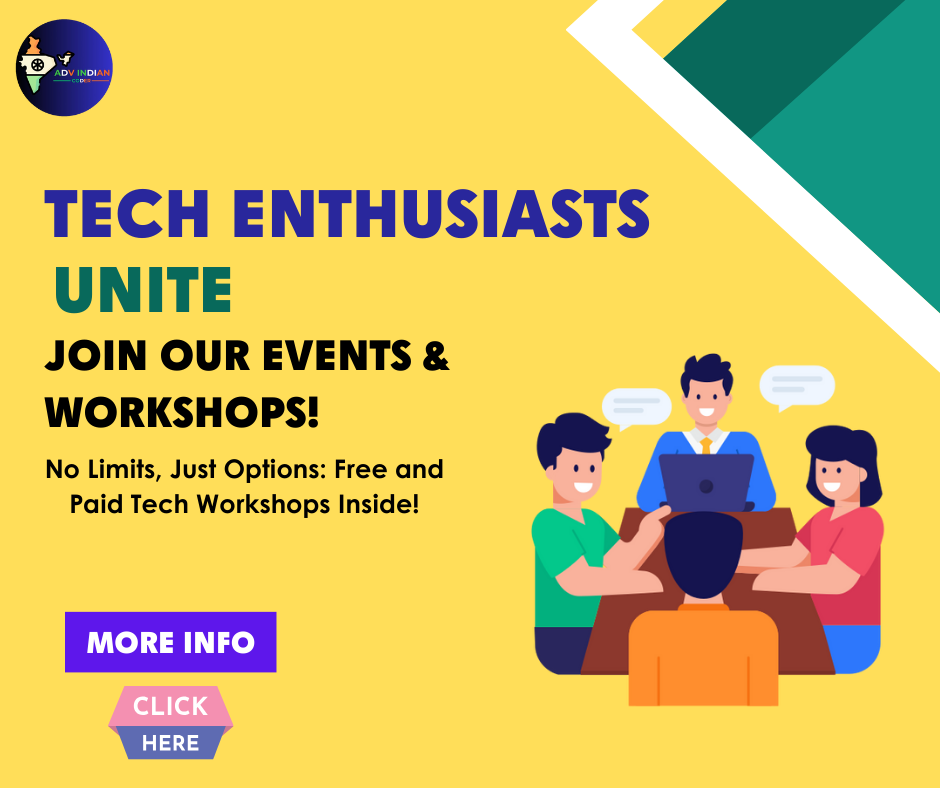 ADV INDIAN
CODER
TECH ENTHUSIASTS
UNITE
JOIN OUR EVENTS &
WORKSHOPS!
No Limits, Just Options: Free and
Paid Tech Workshops Inside!
MORE INFO
CLICK
HERE